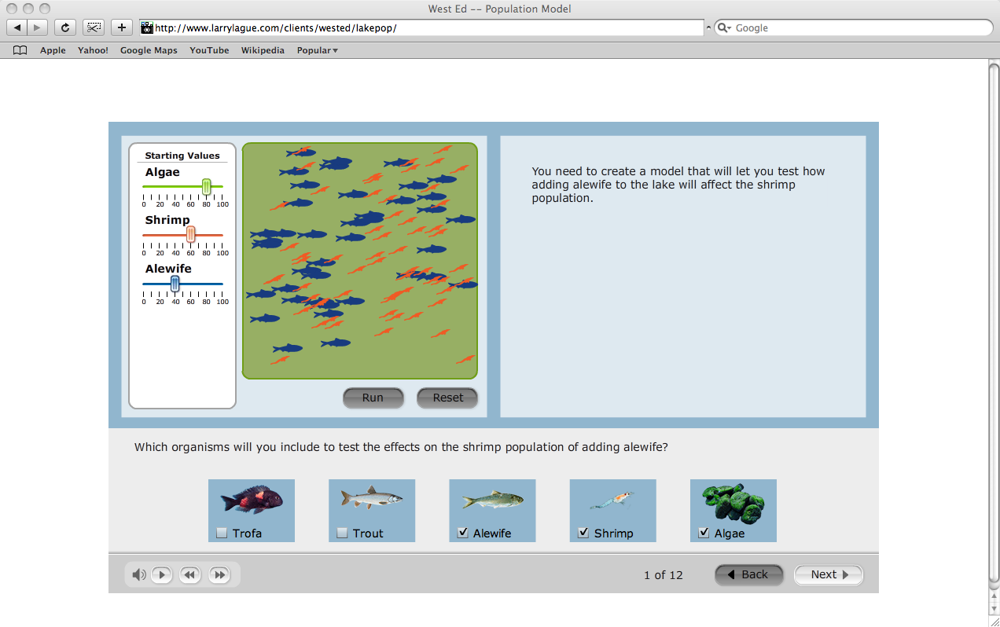 West Ed -- Population Model
http://www.larrylague.com/clients/wested/lakepop/
Google
Apple Yahoo! Google Maps YouTube Wikipedia Popular
Starting Values
Algae
0 20 40 60 80 100
Shrimp
0 20 40 60 80 100
Alewife
0 20 40 60 80 100
Run Reset
You need to create a model that will let you test how
adding alewife to the lake will affect the shrimp
population.
Which organisms will you include to test the effects on the shrimp population of adding alewife?
Trofa Trout Alewife Shrimp Algae
1 of 12 Back Next